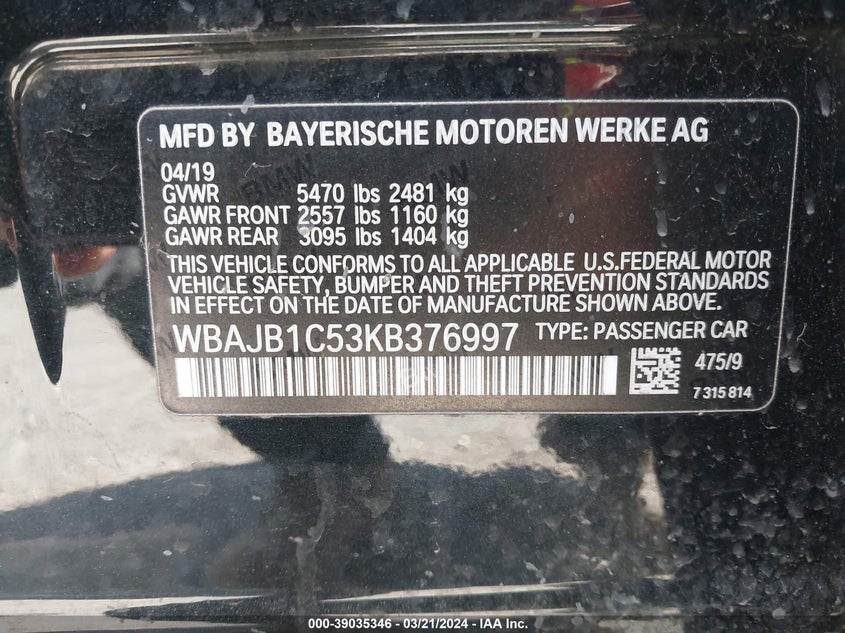 MFD BY BAYERISCHE MOTOREN WERKE AG
04/19
GVWR 5470 lbs 2481 kg
GAWR FRONT 2557 lbs 1160 kg
GAWR REAR 3095 lbs 1404 kg
THIS VEHICLE CONFORMS TO ALL APPLICABLE U.S.FEDERAL MOTOR
VEHICLE SAFETY, BUMPER AND THEFT PREVENTION STANDARDS
IN EFFECT ON THE DATE OF MANUFACTURE SHOWN ABOVE.
WBAJB1C53KB376997 TYPE: PASSENGER CAR
475/9
7 315 814
000-39035346 - 03/21/2024 - IAA Inc.